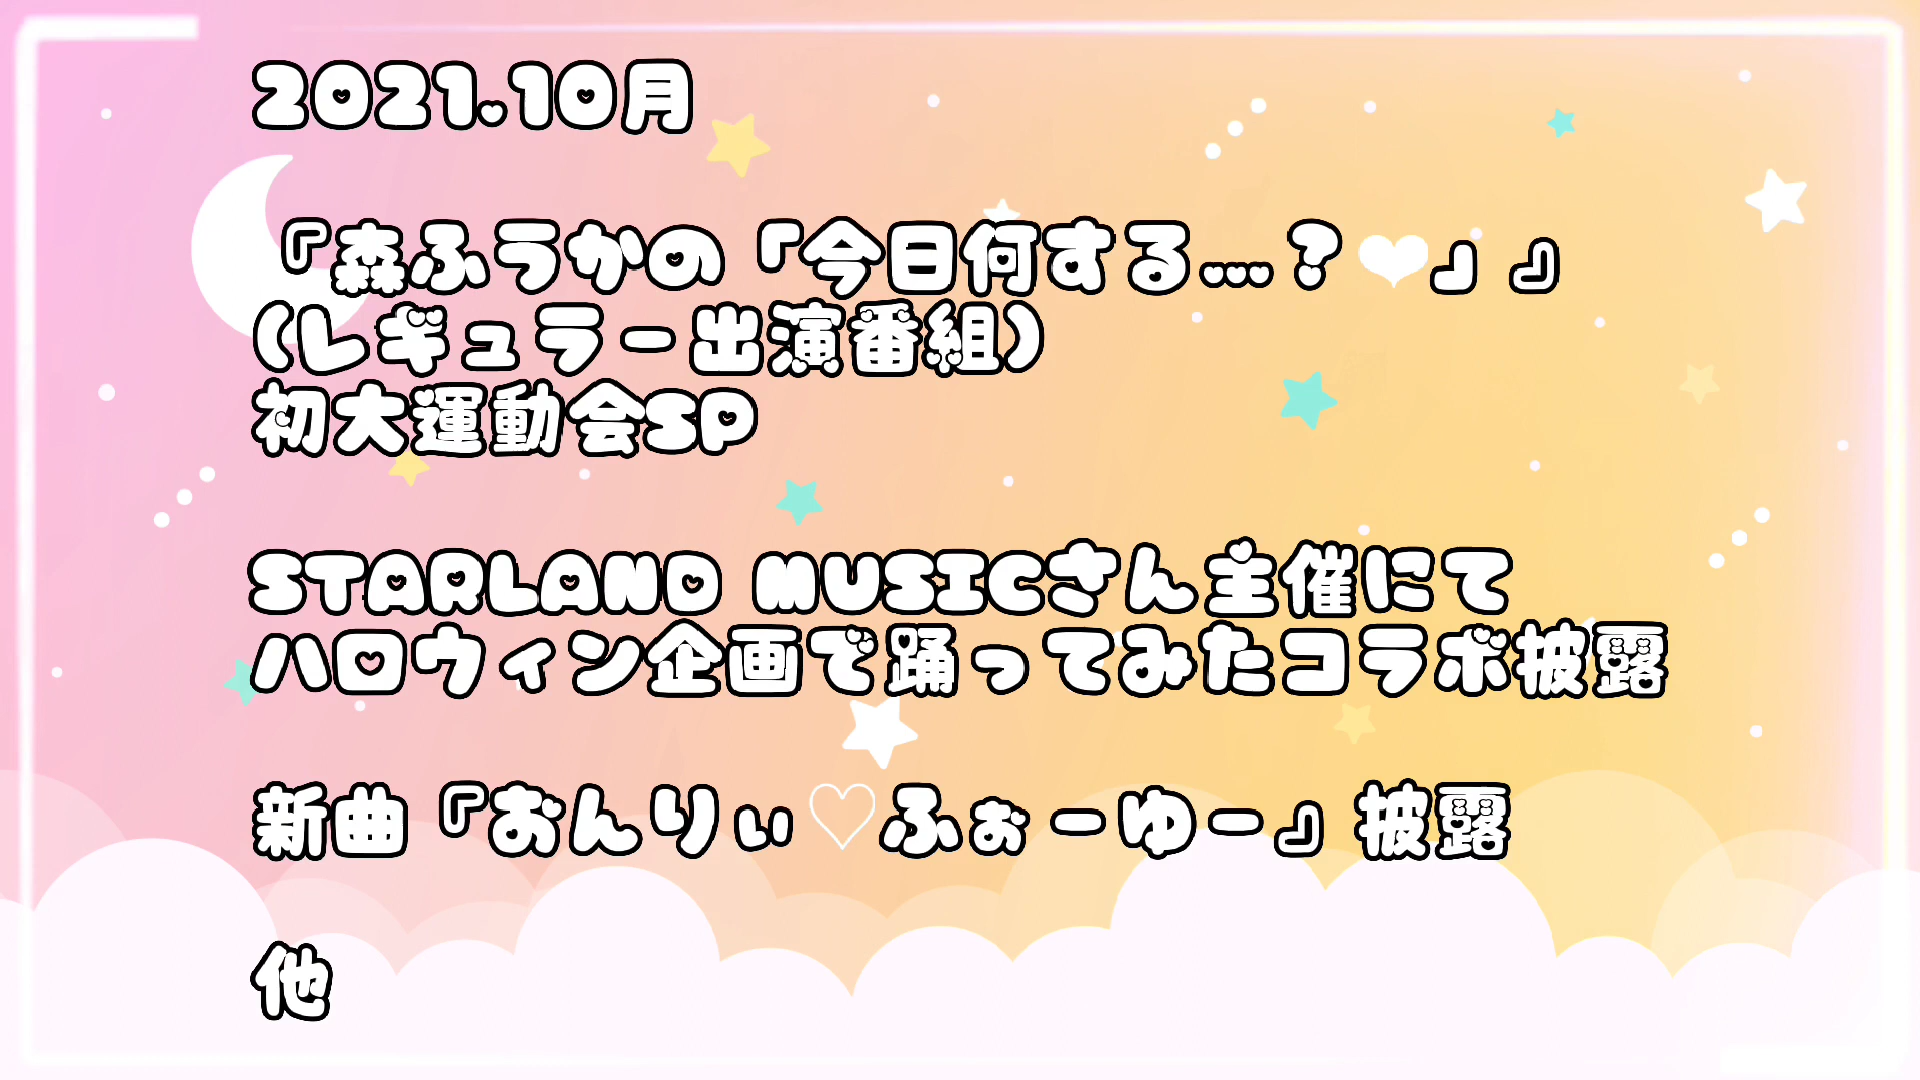 2021.10月
『森ふうかの「今日何する…？❤」』
(レギュラー出演番組)
初大運動会SP
STARLAND MUSICさん主催にて
ハロウィン企画で踊ってみたコラボ披露
新曲『おんりぃ♡ふぉーゆー』披露
他